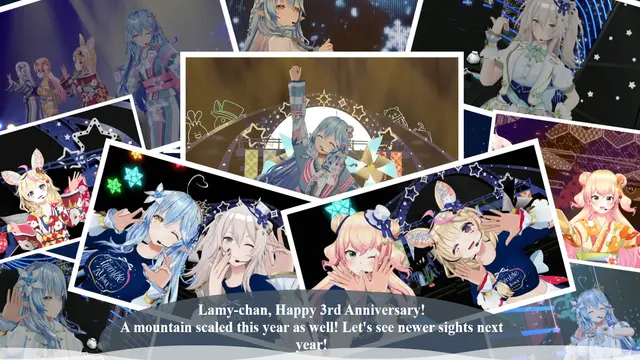 Lamy-chan, Happy 3rd Anniversary!
A mountain scaled this year as well! Let's see newer sights next
year!